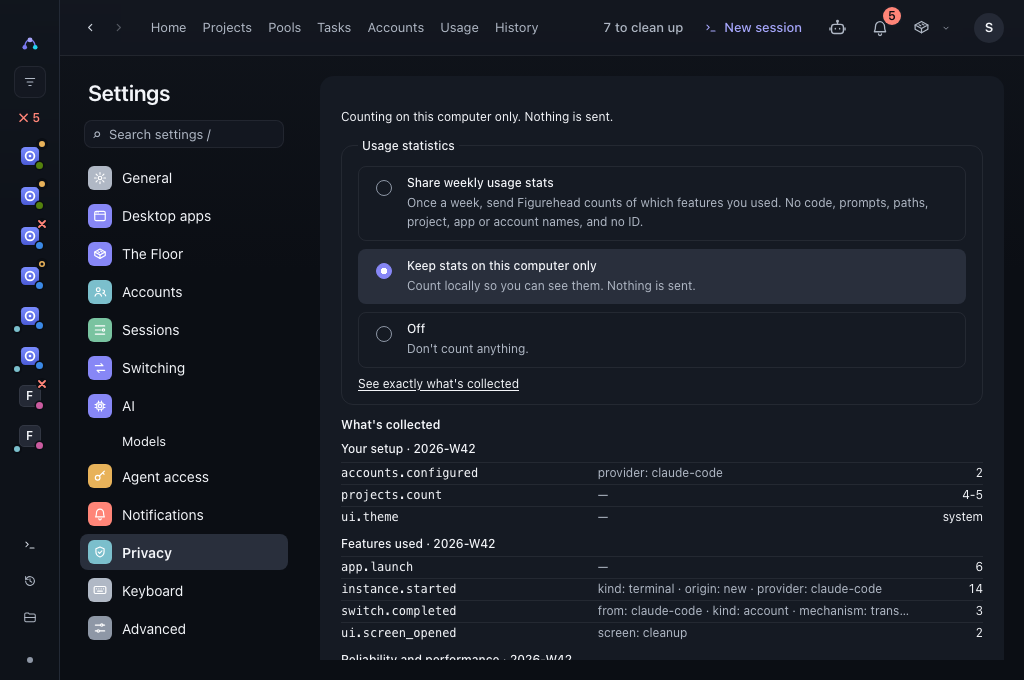 Home Projects Pools Tasks Accounts Usage History 7 to clean up New session 5 S
5
F
F
Settings
Search settings /
General
Desktop apps
The Floor
Accounts
Sessions
Switching
AI
Models
Agent access
Notifications
Privacy
Keyboard
Advanced
Counting on this computer only. Nothing is sent.
Usage statistics
Share weekly usage stats
Once a week, send Figurehead counts of which features you used. No code, prompts, paths,
project, app or account names, and no ID.
Keep stats on this computer only
Count locally so you can see them. Nothing is sent.
Off
Don't count anything.
See exactly what's collected
What's collected
Your setup · 2026-W42
accounts.configured provider: claude-code 2
projects.count — 4-5
ui.theme — system
Features used · 2026-W42
app.launch — 6
instance.started kind: terminal · origin: new · provider: claude-code 14
switch.completed from: claude-code · kind: account · mechanism: trans... 3
ui.screen_opened screen: cleanup 2
Reliability and performance · 2026-W42